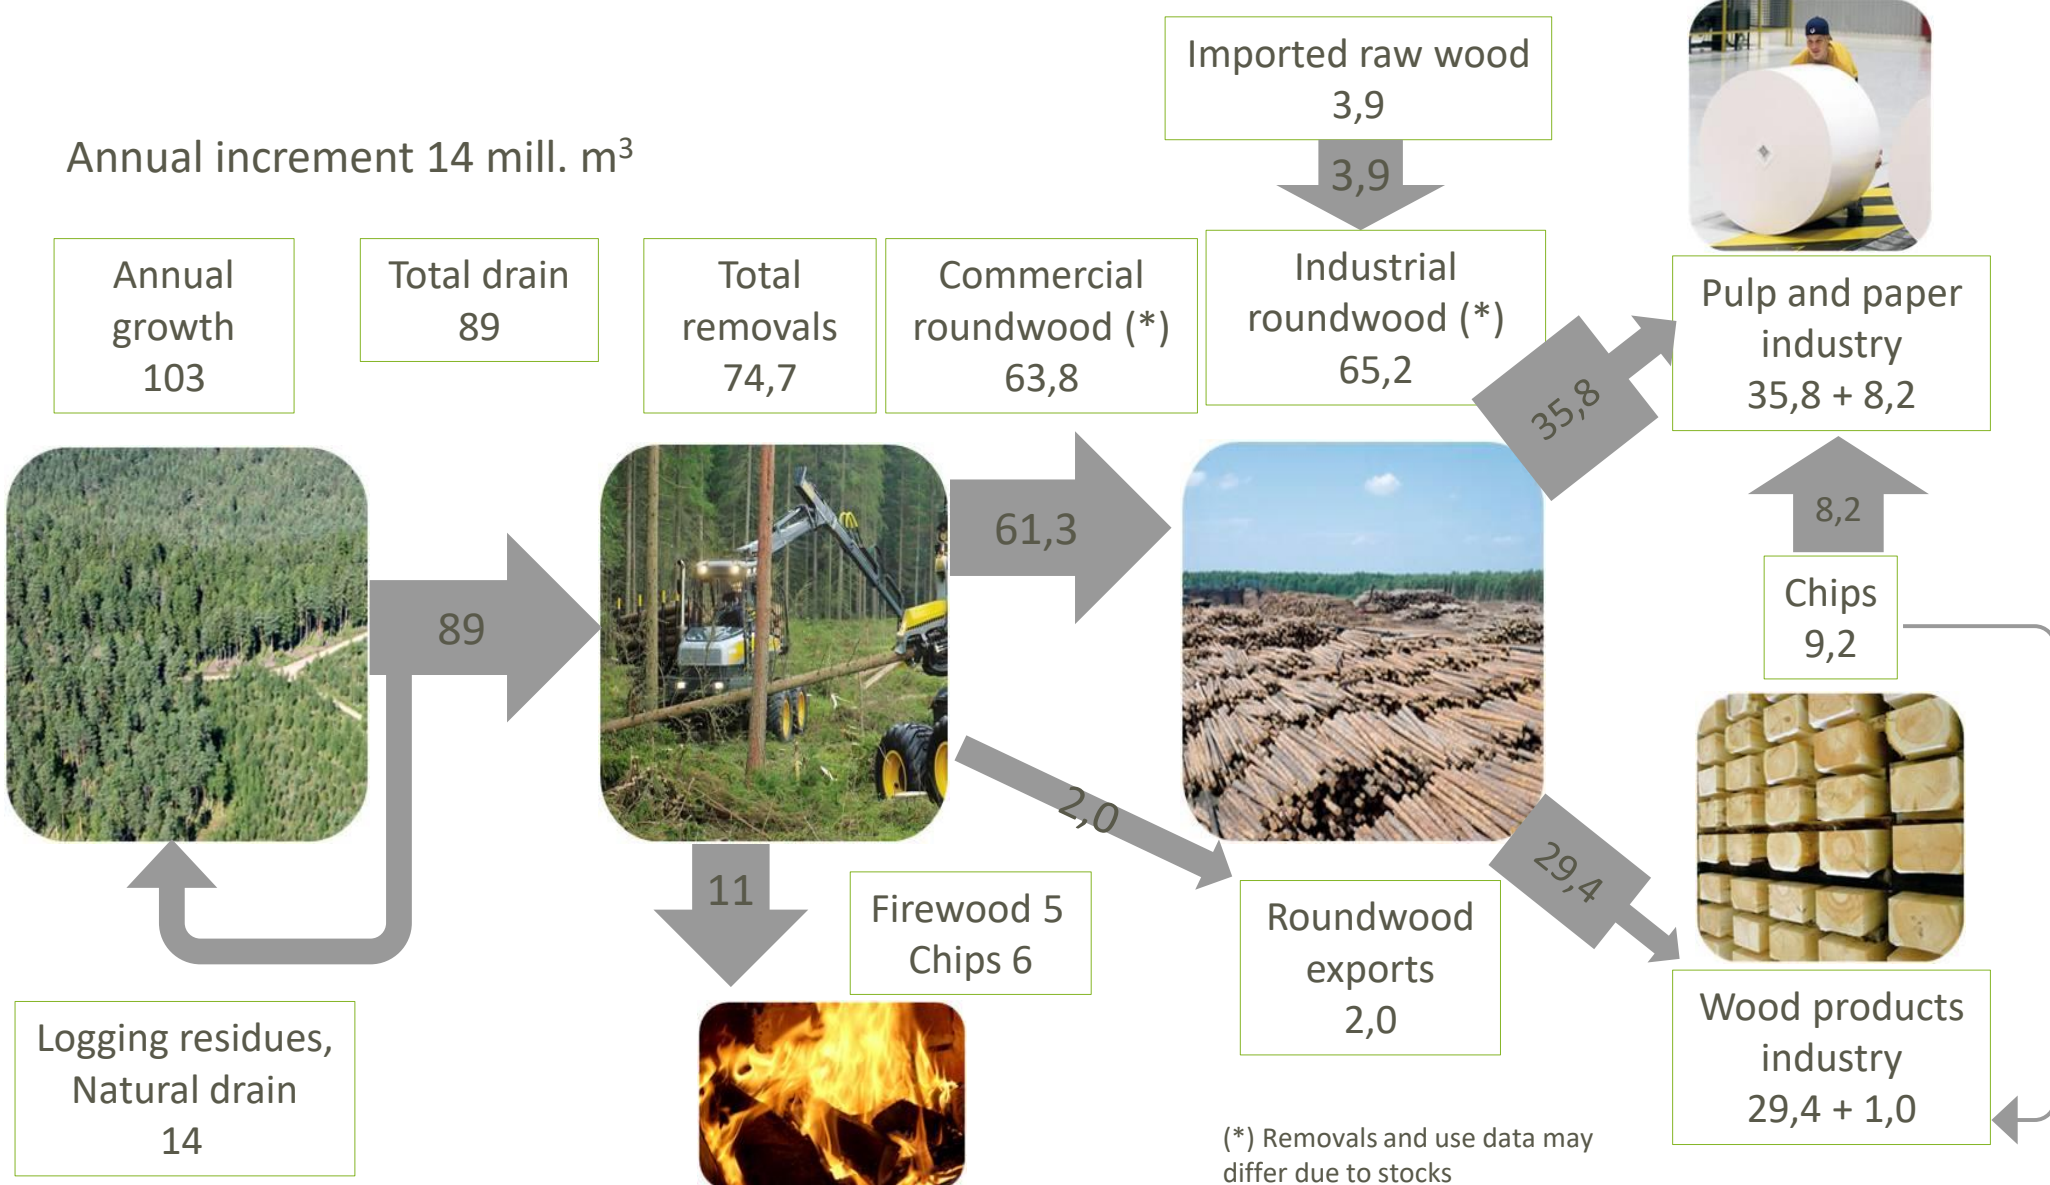 Annual increment 14 mill. m³
Imported raw wood
3,9
3,9
Annual
growth
103
Total drain
89
Total
removals
74,7
Commercial
roundwood (*)
63,8
Industrial
roundwood (*)
65,2
35,8
Pulp and paper
industry
35,8 + 8,2
8,2
Chips
9,2
89
61,3
2,0
11
Firewood 5
Chips 6
Roundwood
exports
2,0
29,4
Wood products
industry
29,4 + 1,0
Logging residues,
Natural drain
14
(*) Removals and use data may
differ due to stocks